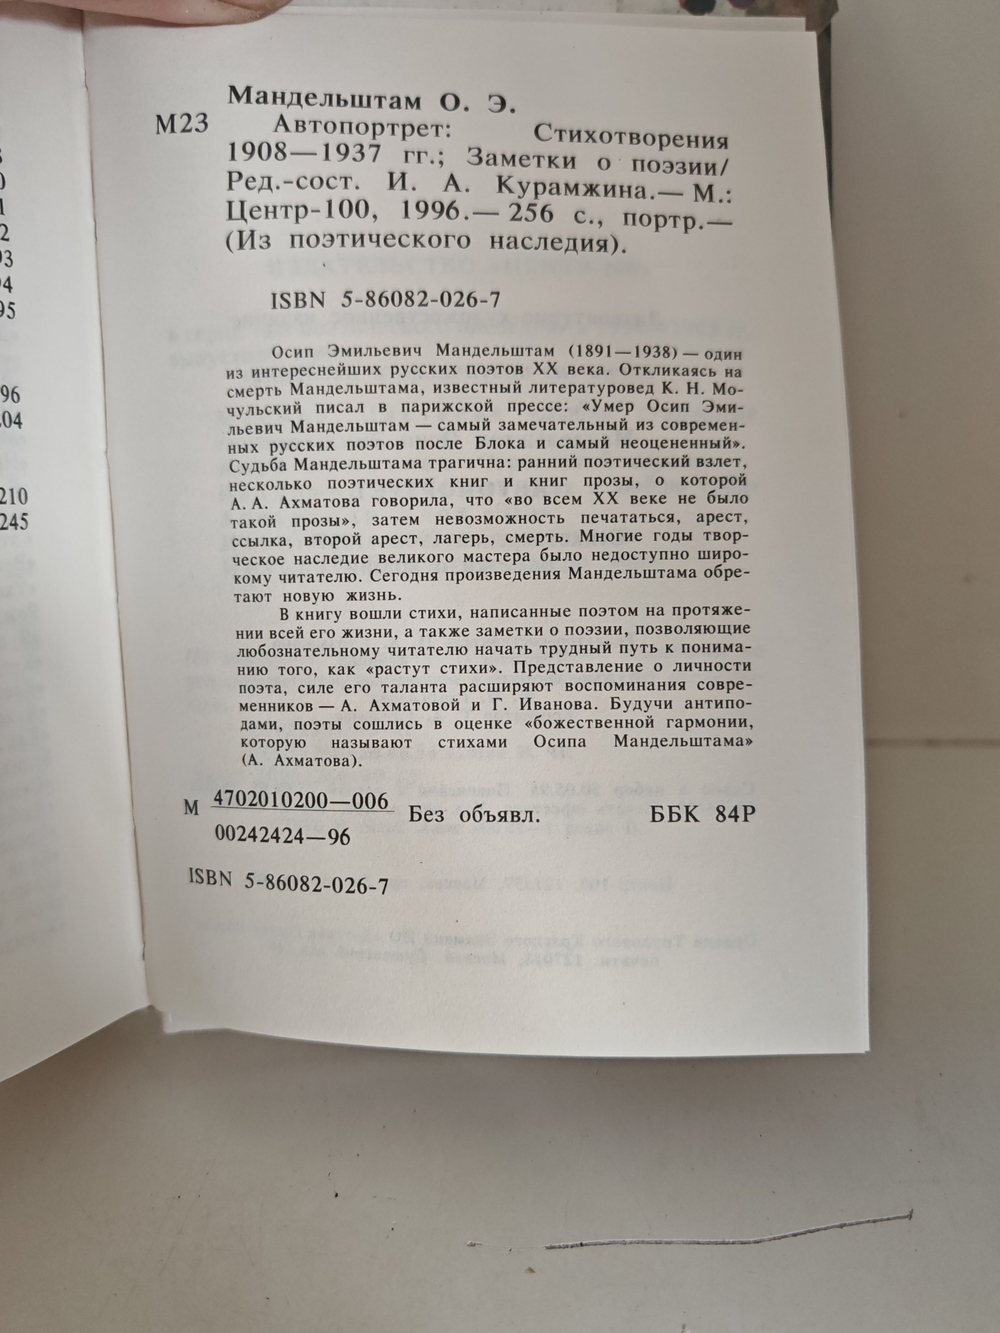 Мандельштам О. Э.
М23 Автопортрет: Стихотворения
1908—1937 гг.; Заметки о поэзии/
Ред.-сост. И. А. Курамжина.— М.:
Центр-100, 1996.— 256 с., портр.—
(Из поэтического наследия).
ISBN 5-86082-026-7
Осип Эмильевич Мандельштам (1891—1938) — один
из интереснейших русских поэтов XX века. Откликаясь на
смерть Мандельштама, известный литературовед К. Н. Мо-
чульский писал в парижской прессе: «Умер Осип Эми-
льевич Мандельштам — самый замечательный из современ-
ных русских поэтов после Блока и самый неоцененный».
Судьба Мандельштама трагична: ранний поэтический взлет,
несколько поэтических книг и книг прозы, о которой
А. А. Ахматова говорила, что «во всем XX веке не было
такой прозы», затем невозможность печататься, арест,
ссылка, второй арест, лагерь, смерть. Многие годы твор-
ческое наследие великого мастера было недоступно широ-
кому читателю. Сегодня произведения Мандельштама обре-
тают новую жизнь.
В книгу вошли стихи, написанные поэтом на протяже-
нии всей его жизни, а также заметки о поэзии, позволяющие
любознательному читателю начать трудный путь к понима-
нию того, как «растут стихи». Представление о личности
поэта, силе его таланта расширяют воспоминания совре-
менников — А. Ахматовой и Г. Иванова. Будучи антипо-
дами, поэты сошлись в оценке «божественной гармонии,
которую называют стихами Осипа Мандельштама»
(А. Ахматова).
М 4702010200—006
00242424—96
Без объявл. ББК 84Р
ISBN 5-86082-026-7
96
210
245